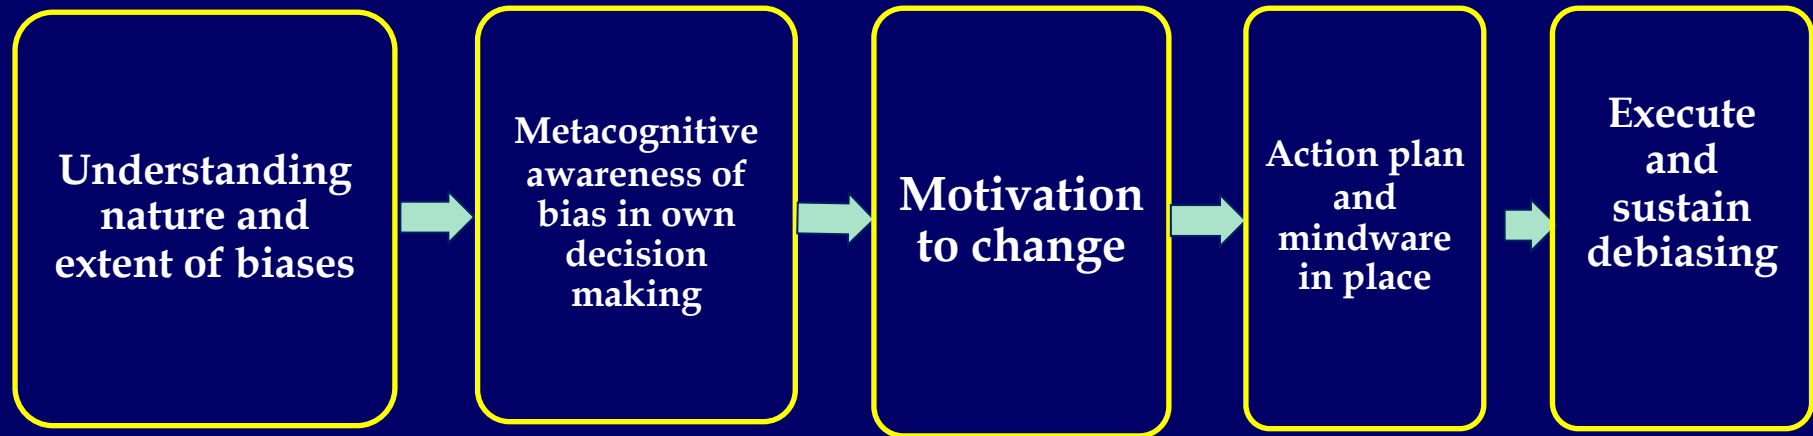 Understanding
nature and
extent of biases
Metacognitive
awareness of
bias in own
decision
making
Motivation
to change
Action plan
and
mindware
in place
Execute
and
sustain
debiasing